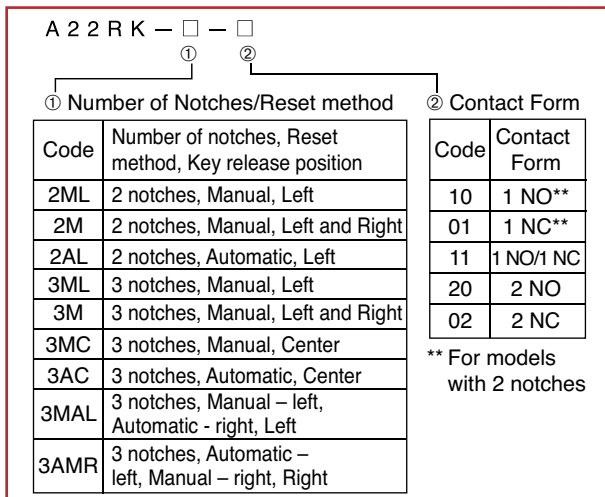 A22RK – □ – □
① ②
① Number of Notches/Reset method
Code Number of notches, Reset
method, Key release position
2ML 2 notches, Manual, Left
2M 2 notches, Manual, Left and Right
2AL 2 notches, Automatic, Left
3ML 3 notches, Manual, Left
3M 3 notches, Manual, Left and Right
3MC 3 notches, Manual, Center
3AC 3 notches, Automatic, Center
3MAL 3 notches, Manual – left,
Automatic - right, Left
3AMR 3 notches, Automatic –
left, Manual – right, Right
② Contact Form
Code Contact
Form
10 1 NO**
01 1 NC**
11 1 NO/1 NC
20 2 NO
02 2 NC
** For models
with 2 notches